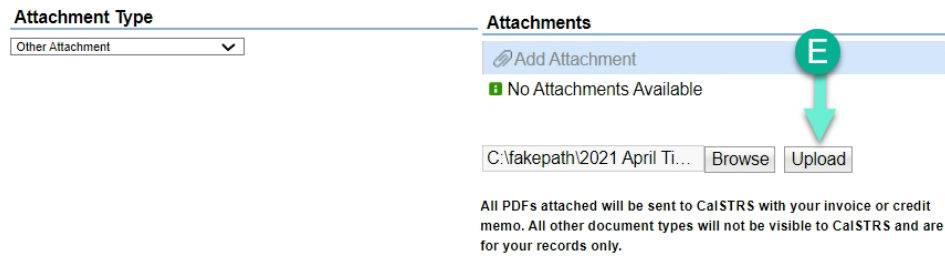 Attachment Type
Other Attachment
Attachments
E
Add Attachment
No Attachments Available
C:\fakepath\2021 April Ti... Browse Upload
All PDFs attached will be sent to CalSTRS with your invoice or credit
memo. All other document types will not be visible to CalSTRS and are
for your records only.